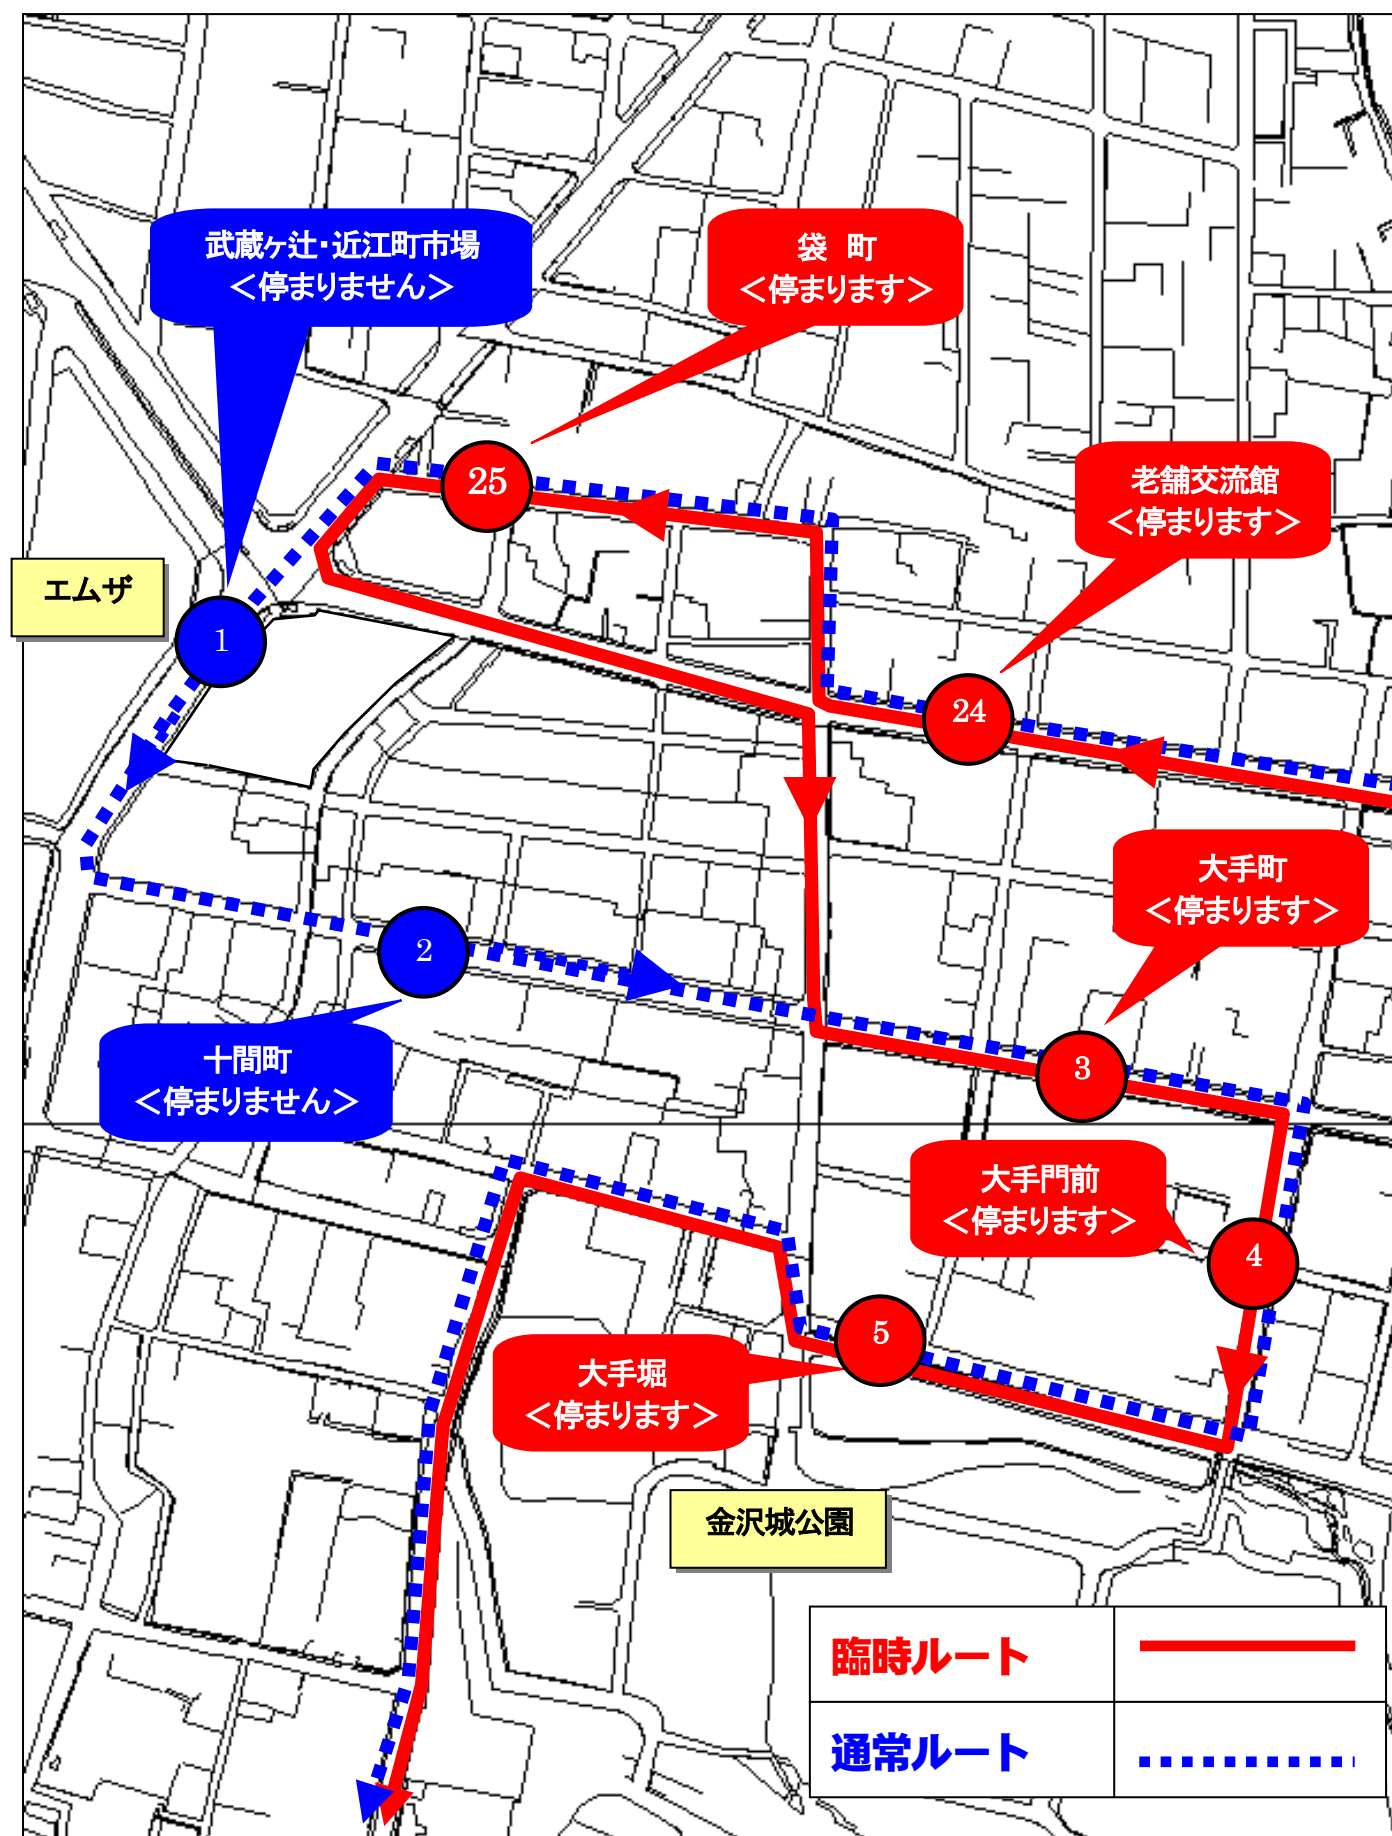 武蔵ヶ辻・近江町市場
＜停まりません＞
袋 町
＜停まります＞
25
老舗交流館
＜停まります＞
エムザ
1
24
大手町
＜停まります＞
2
十間町
＜停まりません＞
3
大手門前
＜停まります＞
4
5
大手堀
＜停まります＞
金沢城公園
臨時ルート
通常ルート